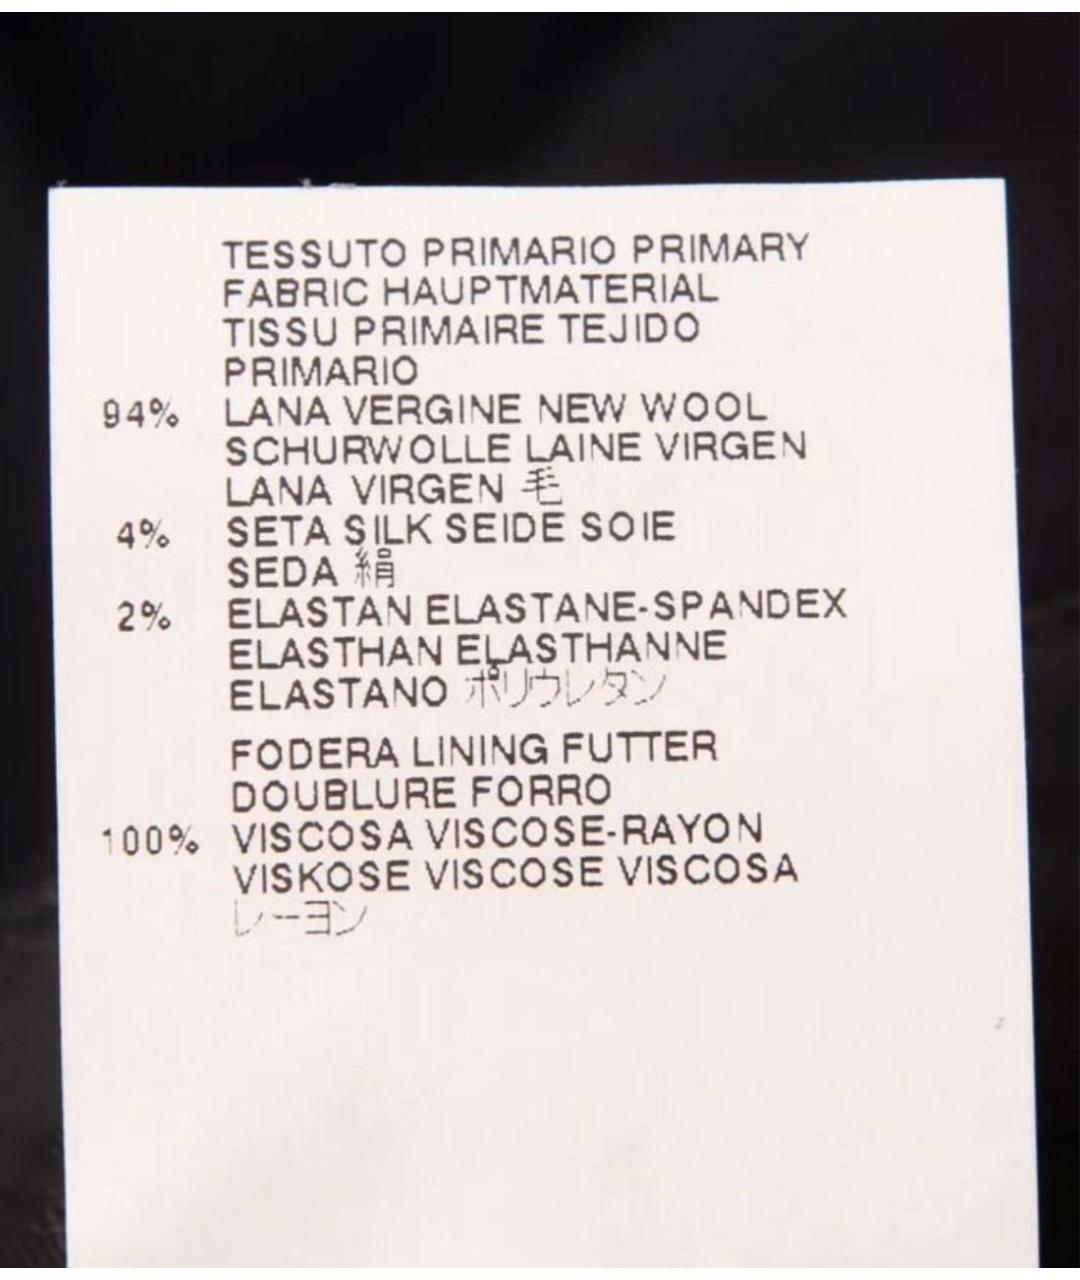 TESSUTO PRIMARIO PRIMARY
FABRIC HAUPTMATERIAL
TISSU PRIMAIRE TEJIDO
PRIMARIO
94% LANA VERGINE NEW WOOL
SCHURWOLLE LAINE VIRGEN
LANA VIRGEN 毛
4% SETA SILK SEIDE SOIE
SEDA 絹
2% ELASTAN ELASTANE-SPANDEX
ELASTHAN ELASTHANNE
ELASTANO ポリウレタン
FODERA LINING FUTTER
DOUBLURE FORRO
100% VISCOSA VISCOSE-RAYON
VISKOSE VISCOSE VISCOSA
レーヨン